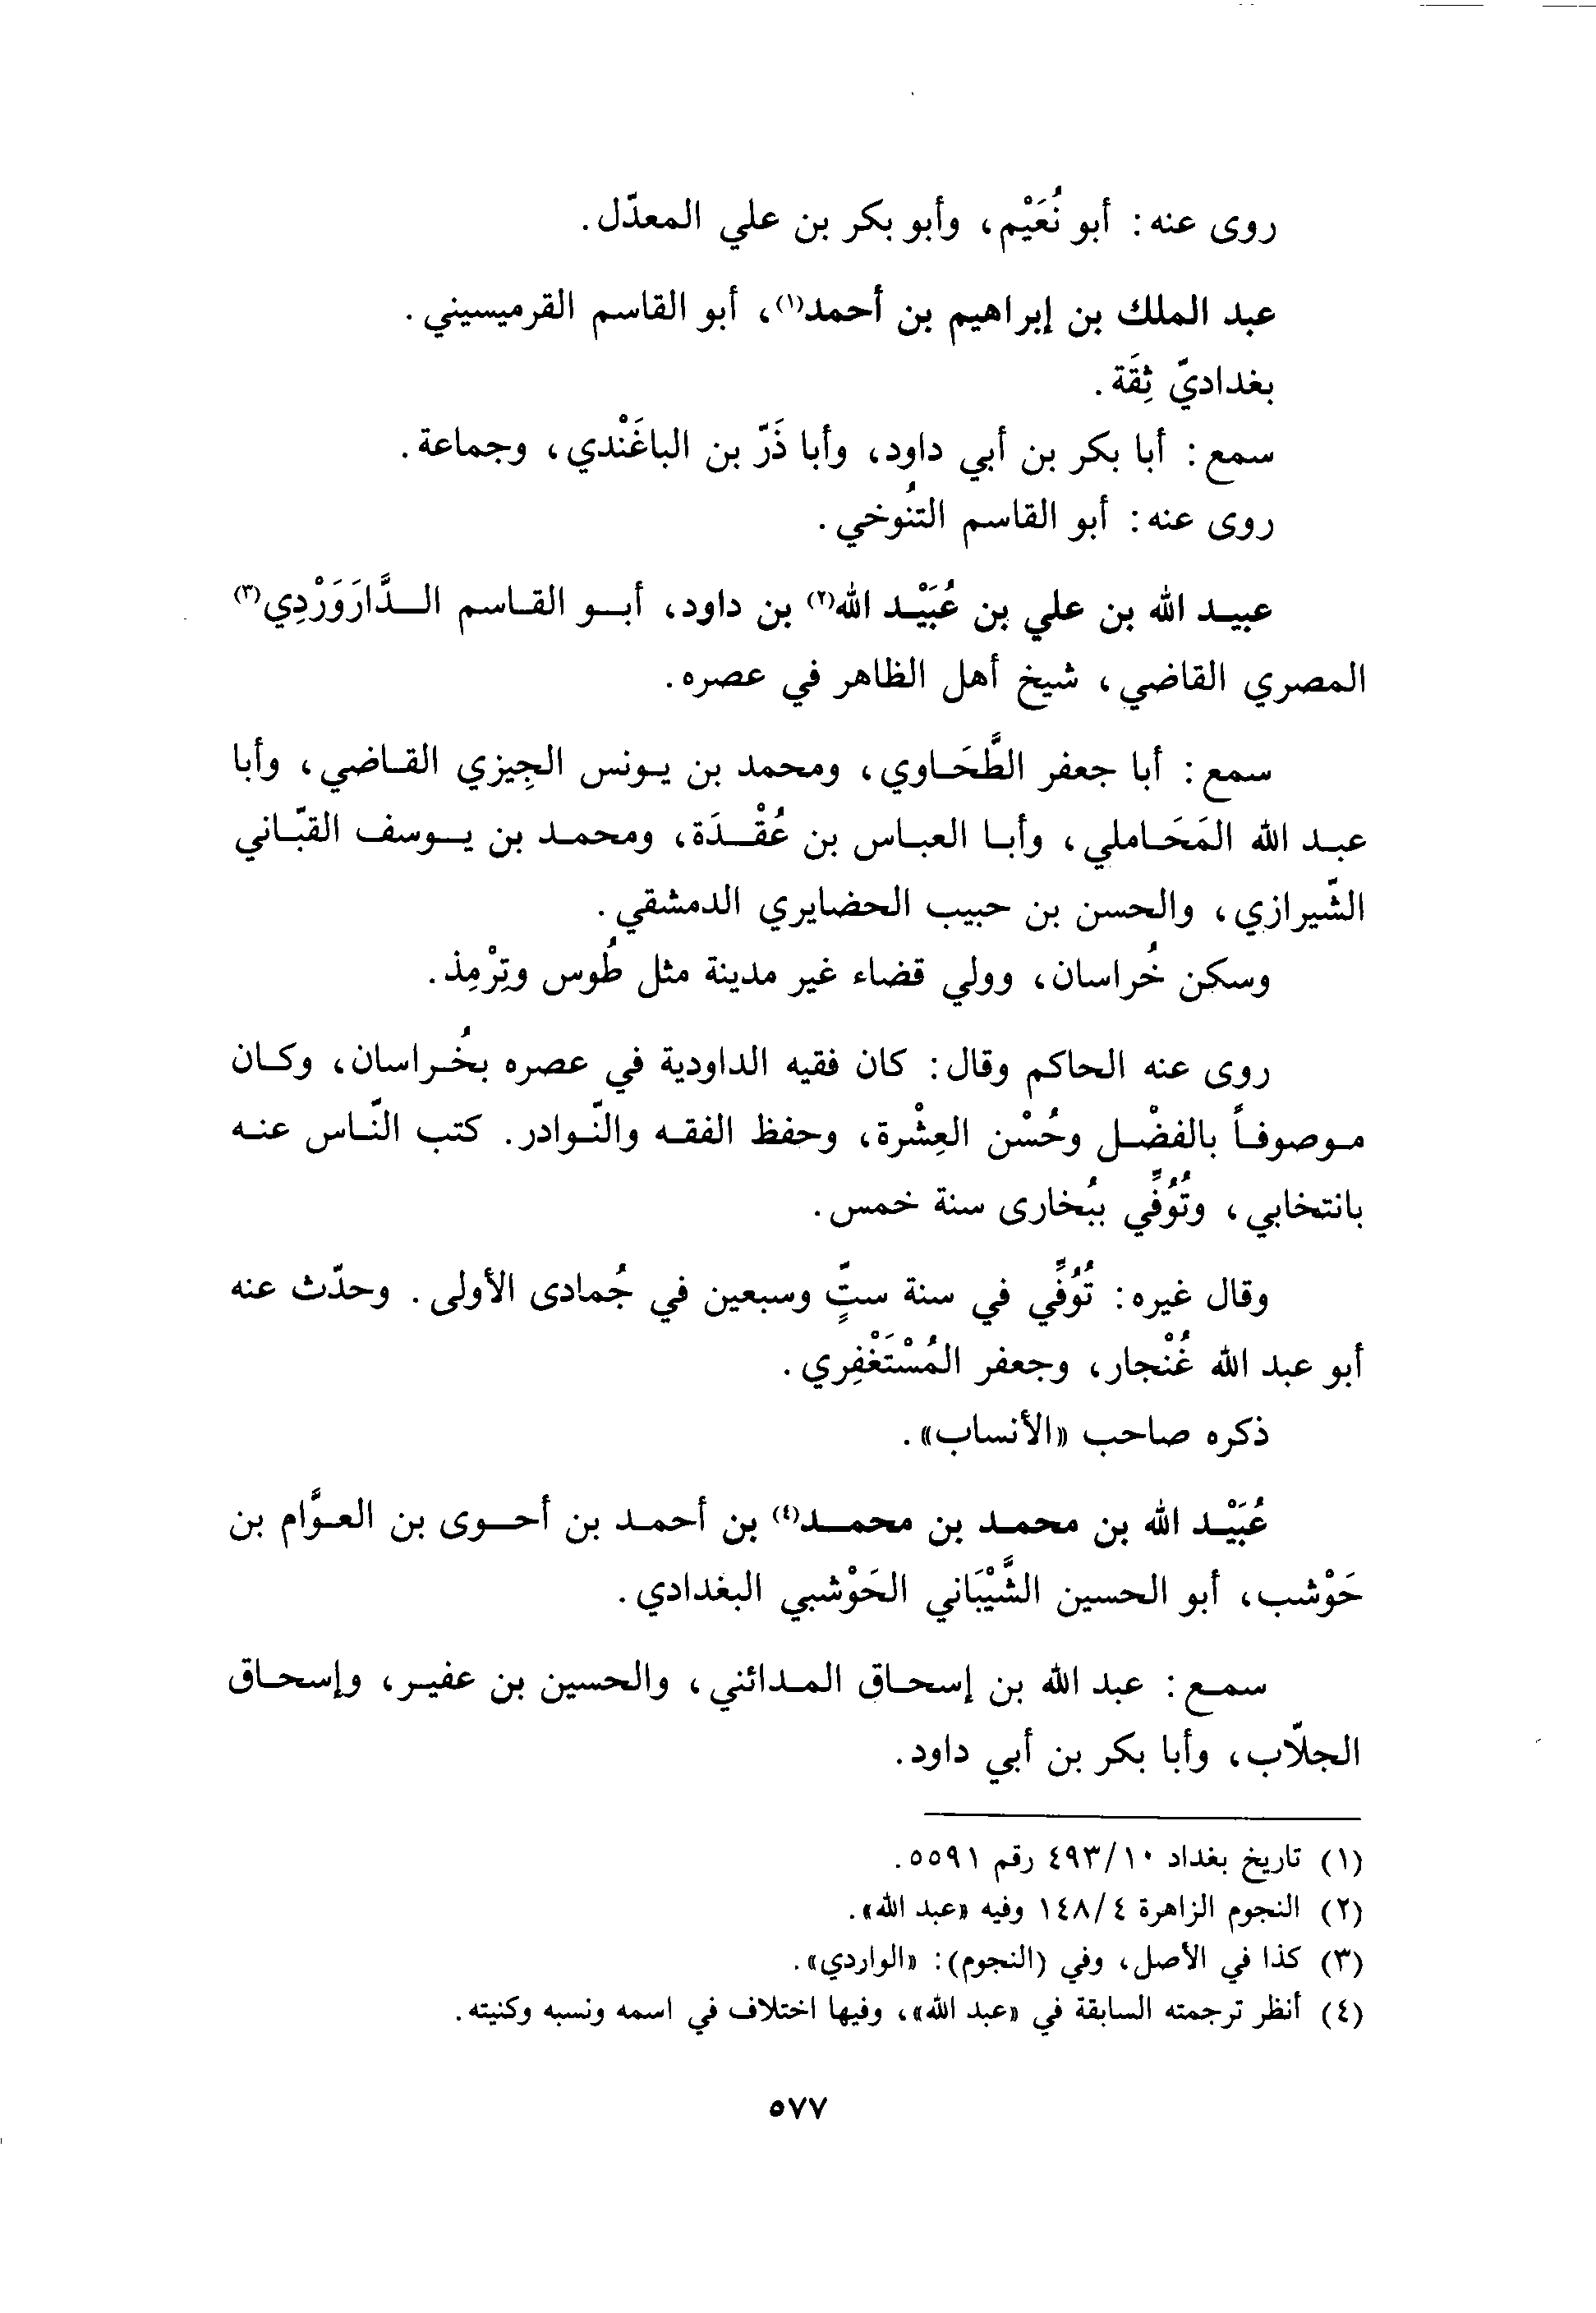 روى عنه: أبو نُعَيْم، وأبو بكر بن علي المعدّل.
عبد الملك بن إبراهيم بن أحمد(١)، أبو القاسم القرميسيني.
بغداديّ ثِقَة.
سمع: أبا بكر بن أبي داود، وأبا ذَرّ بن الباغَنْدي، وجماعة.
روى عنه: أبو القاسم التنُوخي.
عبيد الله بن علي بن عُبَيْد الله(٢) بن داود، أبو القاسم الدَّارَوَرْدِي(٣)
المصري القاضي، شيخ أهل الظاهر في عصره.
سمع: أبا جعفر الطَّحَاوي، ومحمد بن يونس الجِيزي القاضي، وأبا
عبد الله المَحَاملي، وأبا العباس بن عُقْدَة، ومحمد بن يوسف القبّاني
الشّيرازي، والحسن بن حبيب الحضايري الدمشقي.
وسكن خُراسان، وولي قضاء غير مدينة مثل طُوس وتِرْمِذ.
روى عنه الحاكم وقال: كان فقيه الداودية في عصره بخُراسان، وكان
موصوفاً بالفضْل وحُسْن العِشْرة، وحفظ الفقه والنّوادر. كتب النّاس عنه
بانتخابي، وتُوُفِّي ببُخارى سنة خمس.
وقال غيره: تُوُفِّي في سنة ستٍّ وسبعين في جُمادى الأولى. وحدّث عنه
أبو عبد الله غُنْجار، وجعفر المُسْتَغْفِري.
ذكره صاحب «الأنساب».
عُبَيْد الله بن محمد بن محمد(٤) بن أحمد بن أحوى بن العوَّام بن
حَوْشب، أبو الحسين الشَّيْبَاني الحَوْشبي البغدادي.
سمع: عبد الله بن إسحاق المدائني، والحسين بن عفير، وإسحاق
الجلّاب، وأبا بكر بن أبي داود.
(١) تاريخ بغداد ٤٩٣/١٠ رقم ٥٥٩١.
(٢) النجوم الزاهرة ١٤٨/٤ وفيه «عبد الله».
(٣) كذا في الأصل، وفي (النجوم): «الواردي».
(٤) أنظر ترجمته السابقة في «عبد الله»، وفيها اختلاف في اسمه ونسبه وكنيته.
٥٧٧